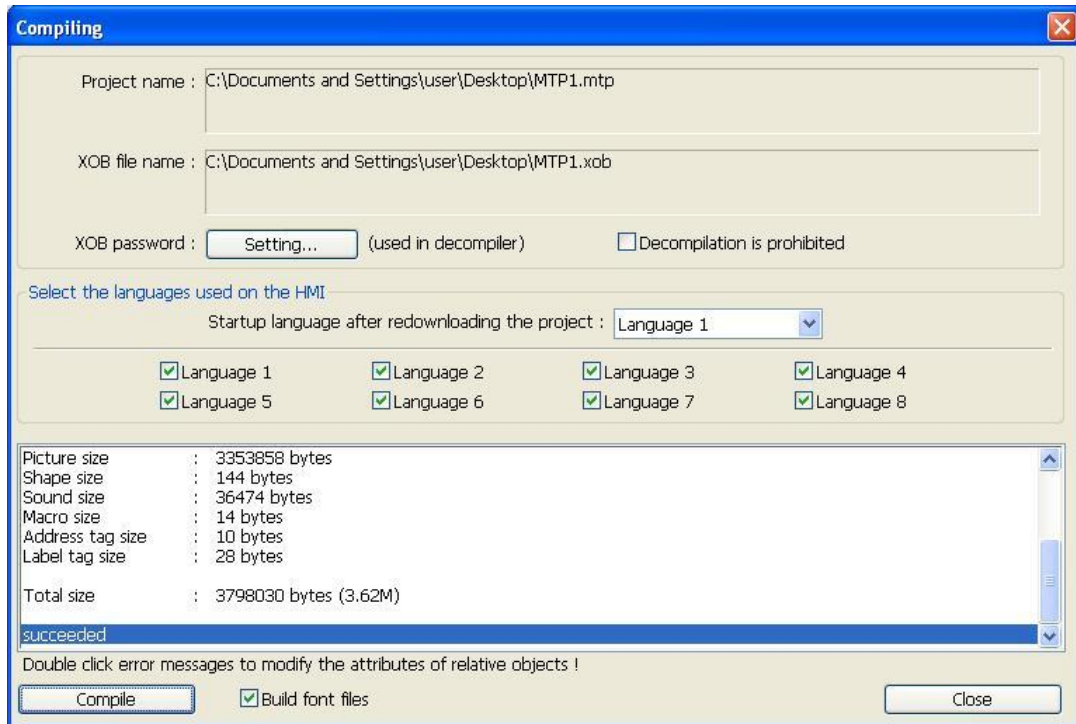 Compiling
Project name : C:\Documents and Settings\user\Desktop\MTP1.mtp
XOB file name : C:\Documents and Settings\user\Desktop\MTP1.xob
XOB password : Setting... (used in decompiler) Decompilation is prohibited
Select the languages used on the HMI
Startup language after redownloading the project : Language 1
Language 1 Language 2 Language 3 Language 4
Language 5 Language 6 Language 7 Language 8
Picture size : 3353858 bytes
Shape size : 144 bytes
Sound size : 36474 bytes
Macro size : 14 bytes
Address tag size : 10 bytes
Label tag size : 28 bytes
Total size : 3798030 bytes (3.62M)
succeeded
Double click error messages to modify the attributes of relative objects !
Compile Build font files Close